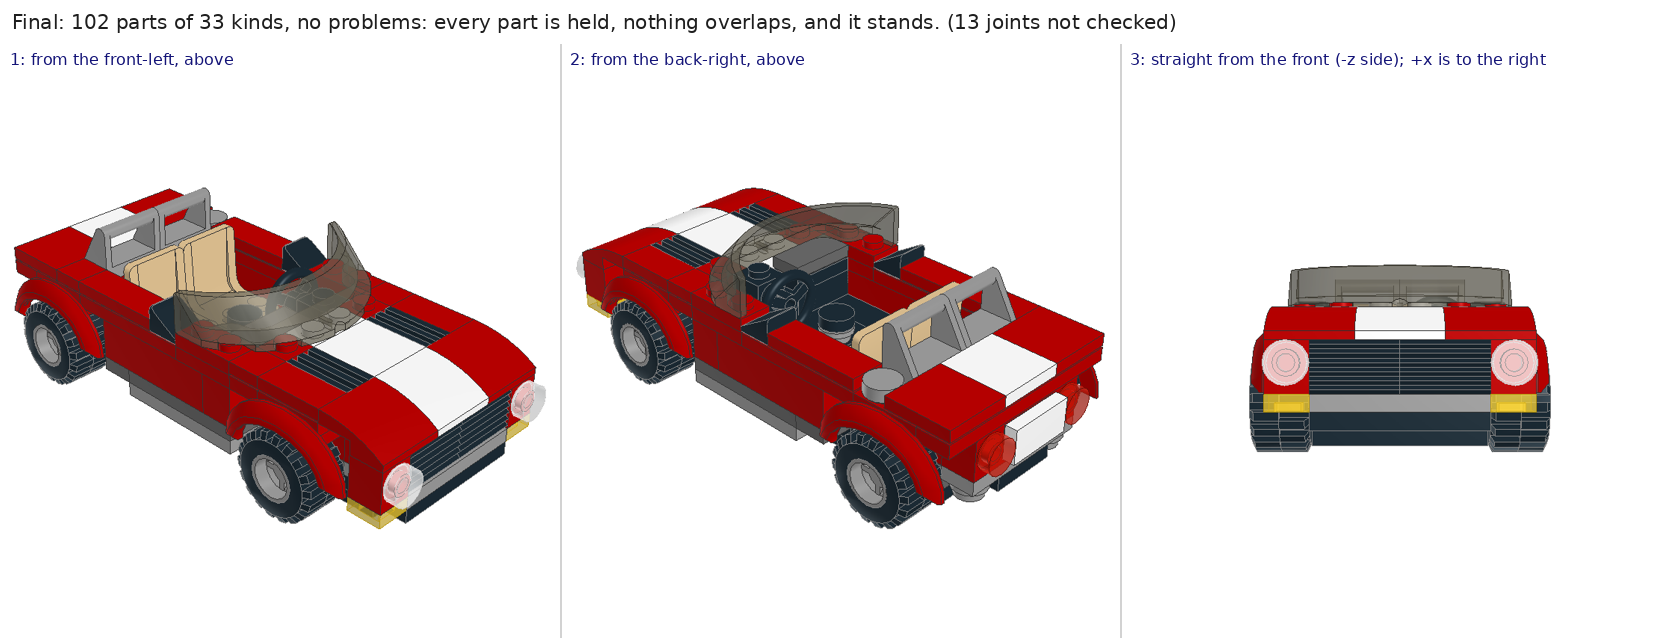 Final: 102 parts of 33 kinds, no problems: every part is held, nothing overlaps, and it stands. (13 joints not checked)
1: from the front-left, above
2: from the back-right, above
3: straight from the front (-z side); +x is to the right